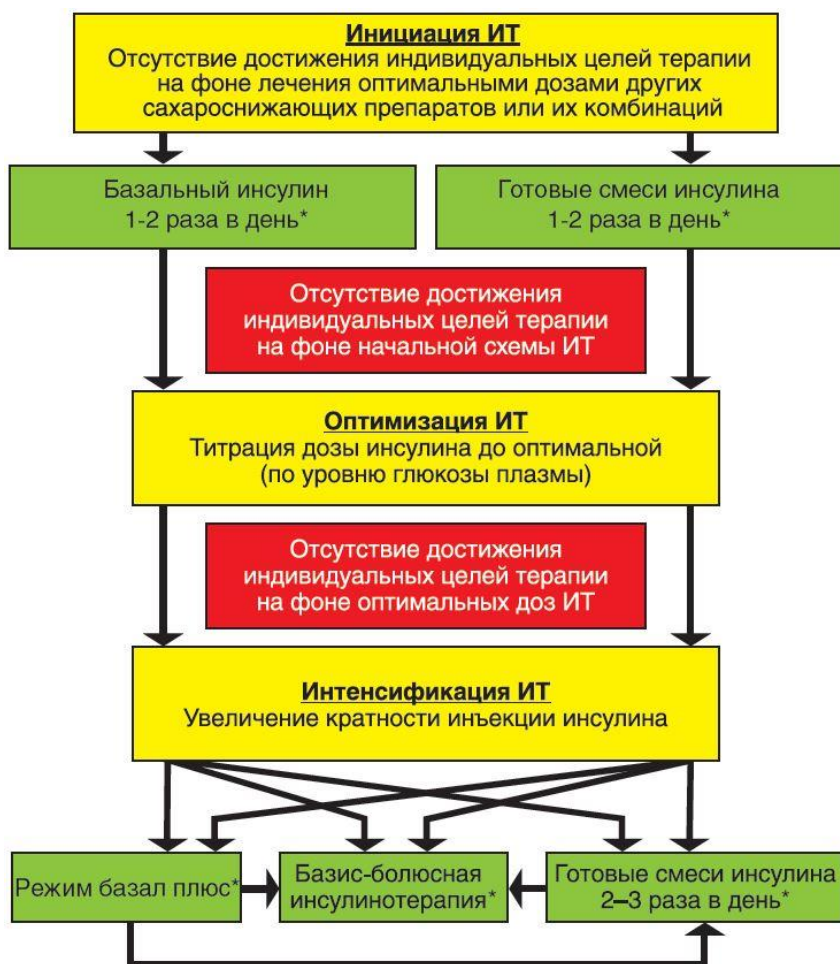 Инициация ИТ
Отсутствие достижения индивидуальных целей терапии
на фоне лечения оптимальными дозами других
сахароснижающих препаратов или их комбинаций
Базальный инсулин
1-2 раза в день*
Готовые смеси инсулина
1-2 раза в день*
Отсутствие достижения
индивидуальных целей терапии
на фоне начальной схемы ИТ
Оптимизация ИТ
Титрация дозы инсулина до оптимальной
(по уровню глюкозы плазмы)
Отсутствие достижения
индивидуальных целей терапии
на фоне оптимальных доз ИТ
Интенсификация ИТ
Увеличение кратности инъекции инсулина
Режим базал плюс*
Базис-болюсная
инсулинотерапия*
Готовые смеси инсулина
2–3 раза в день*